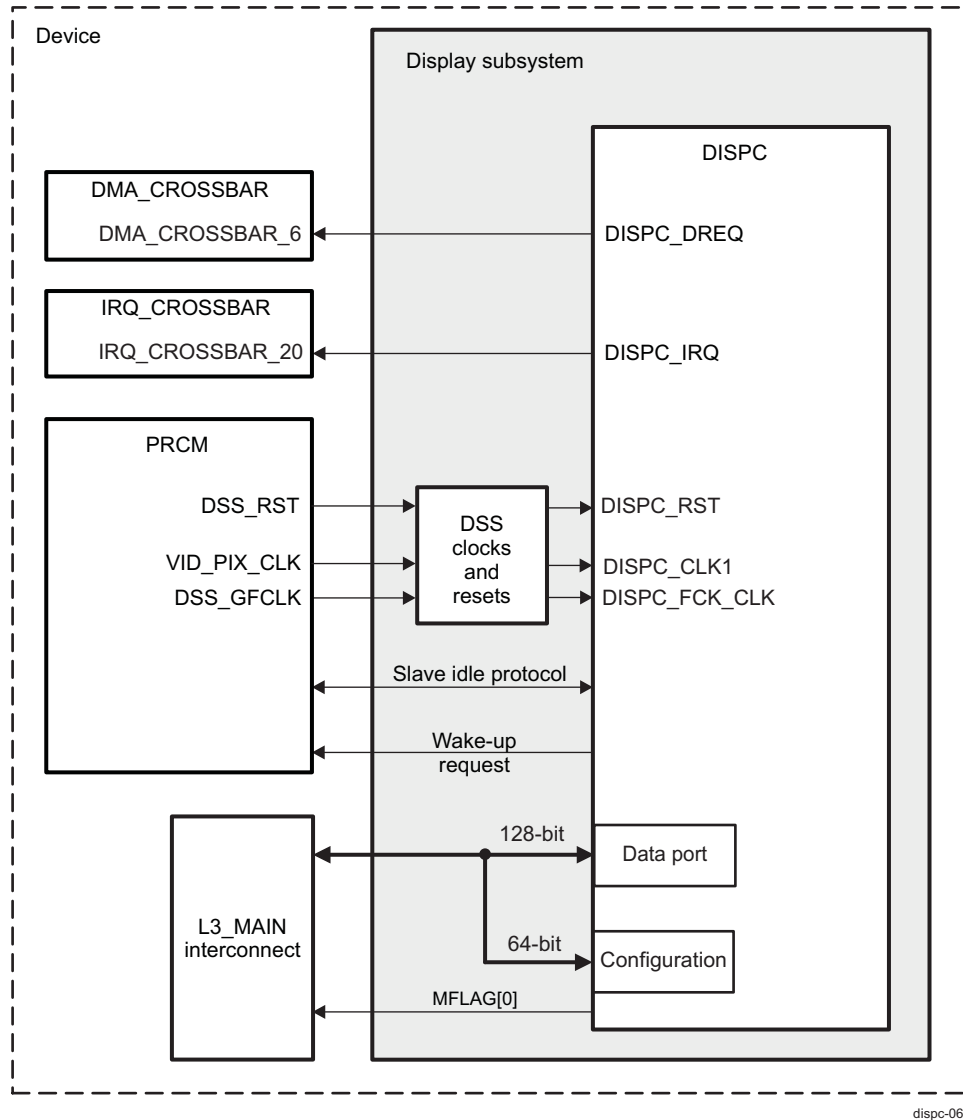 Device
Display subsystem
DISPC
DMA_CROSSBAR
DMA_CROSSBAR_6
DISPC_DREQ
IRQ_CROSSBAR
IRQ_CROSSBAR_20
DISPC_IRQ
PRCM
DSS_RST
VID_PIX_CLK
DSS_GFCLK
DSS
clocks
and
resets
DISPC_RST
DISPC_CLK1
DISPC_FCK_CLK
Slave idle protocol
Wake-up
request
L3_MAIN
interconnect
128-bit
Data port
64-bit
Configuration
MFLAG[0]
dispc-06